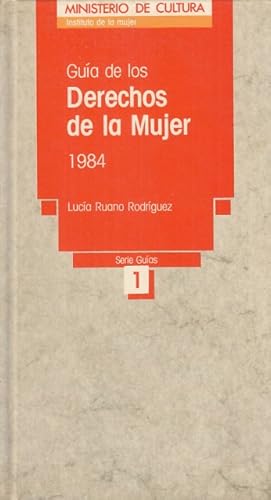 MINISTERIO DE CULTURA
Instituto de la mujer
Guía de los
Derechos
de la Mujer
1984
Lucía Ruano Rodríguez
Serie Guías
1